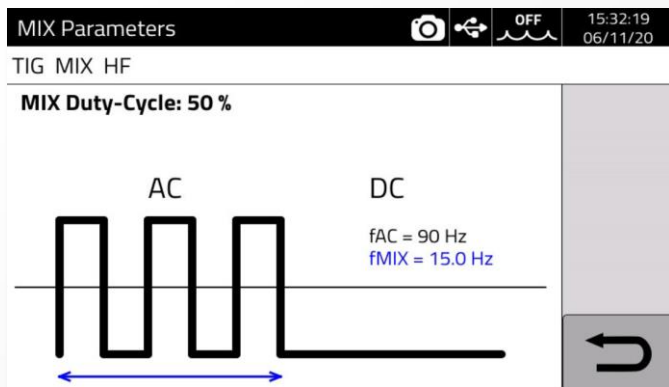 MIX Parameters
OFF
15:32:19
06/11/20
TIG MIX HF
MIX Duty-Cycle: 50 %
AC
DC
fAC = 90 Hz
fMIX = 15.0 Hz